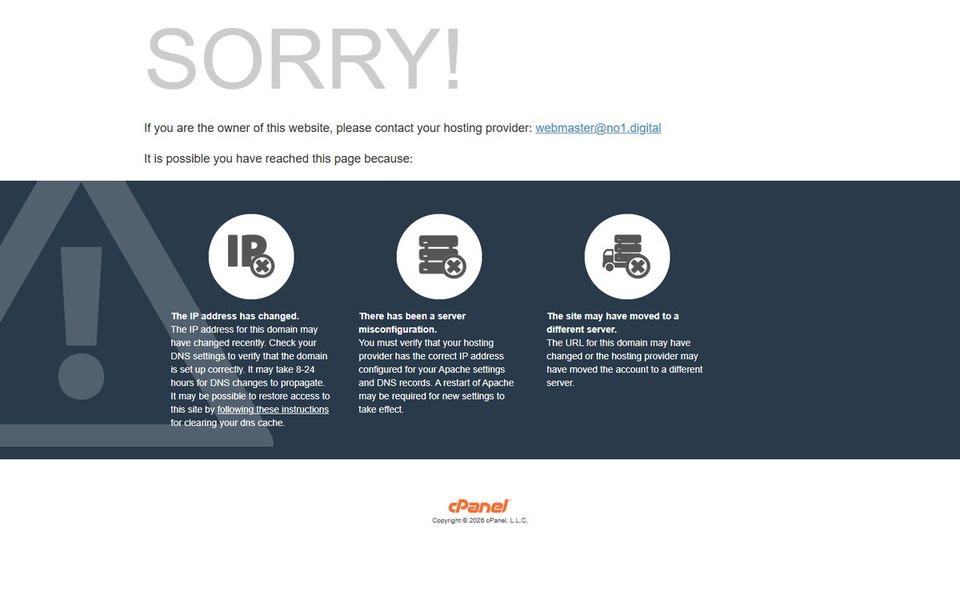 SORRY!
If you are the owner of this website, please contact your hosting provider: webmaster@no1.digital
It is possible you have reached this page because:
IP
The IP address has changed.
The IP address for this domain may
have changed recently. Check your
DNS settings to verify that the domain
is set up correctly. It may take 8-24
hours for DNS changes to propagate.
It may be possible to restore access to
this site by following these instructions
for clearing your dns cache.
There has been a server
misconfiguration.
You must verify that your hosting
provider has the correct IP address
configured for your Apache settings
and DNS records. A restart of Apache
may be required for new settings to
take effect.
The site may have moved to a
different server.
The URL for this domain may have
changed or the hosting provider may
have moved the account to a different
server.
cPanel
Copyright © 2026 cPanel, L.L.C.